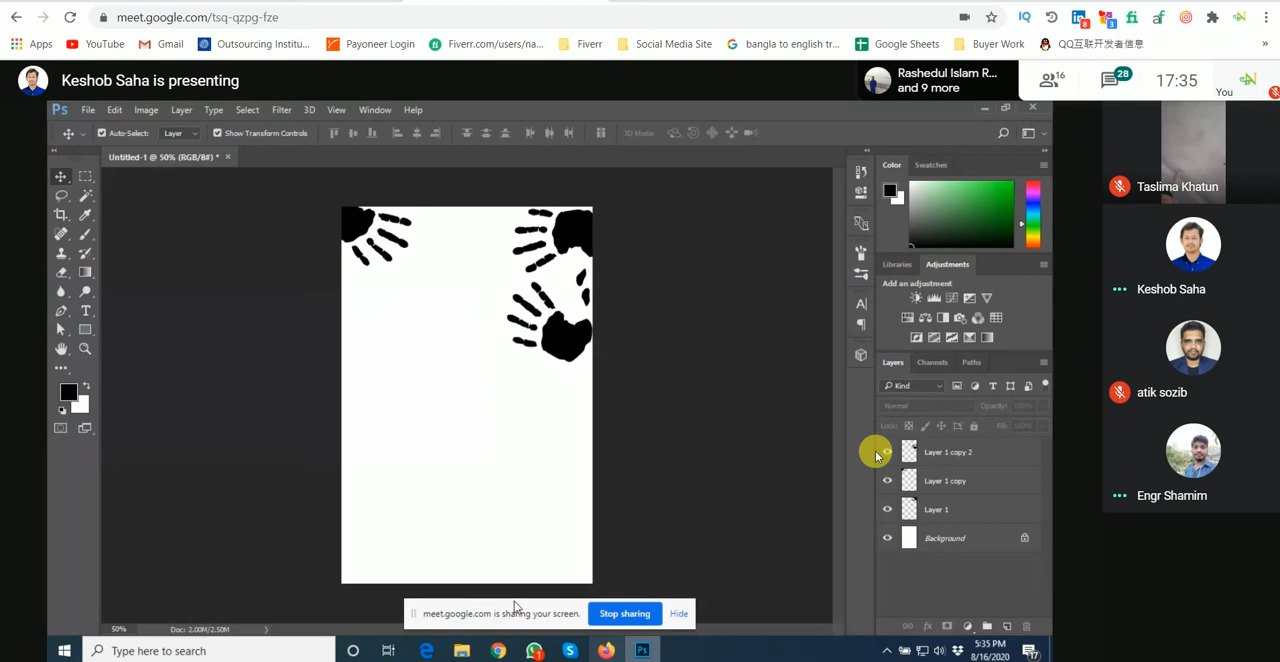 meet.google.com/tsq-qzpg-fze
Apps
YouTube
Gmail
Outsourcing Institu...
Payoneer Login
Fiverr.com/users/na...
Fiverr
Social Media Site
bangla to english tr...
Google Sheets
Buyer Work
QQ互联开发者信息
»
Keshob Saha is presenting
Rashedul Islam R...
and 9 more
16
28
17:35
You
Ps File Edit Image Layer Type Select Filter 3D View Window Help
Auto-Select: Layer Show Transform Controls 3D Mode:
Untitled-1 @ 50% (RGB/8#) * ×
Color Swatches
Libraries Adjustments
Add an adjustment
Layers Channels Paths
Kind
Normal Opacity: 100%
Lock: Fill: 100%
Layer 1 copy 2
Layer 1 copy
Layer 1
Background
Taslima Khatun
Keshob Saha
atik sozib
Engr Shamim
meet.google.com is sharing your screen. Stop sharing Hide
50% Doc: 2.00M/2.50M
Type here to search
5:35 PM
8/16/2020
17